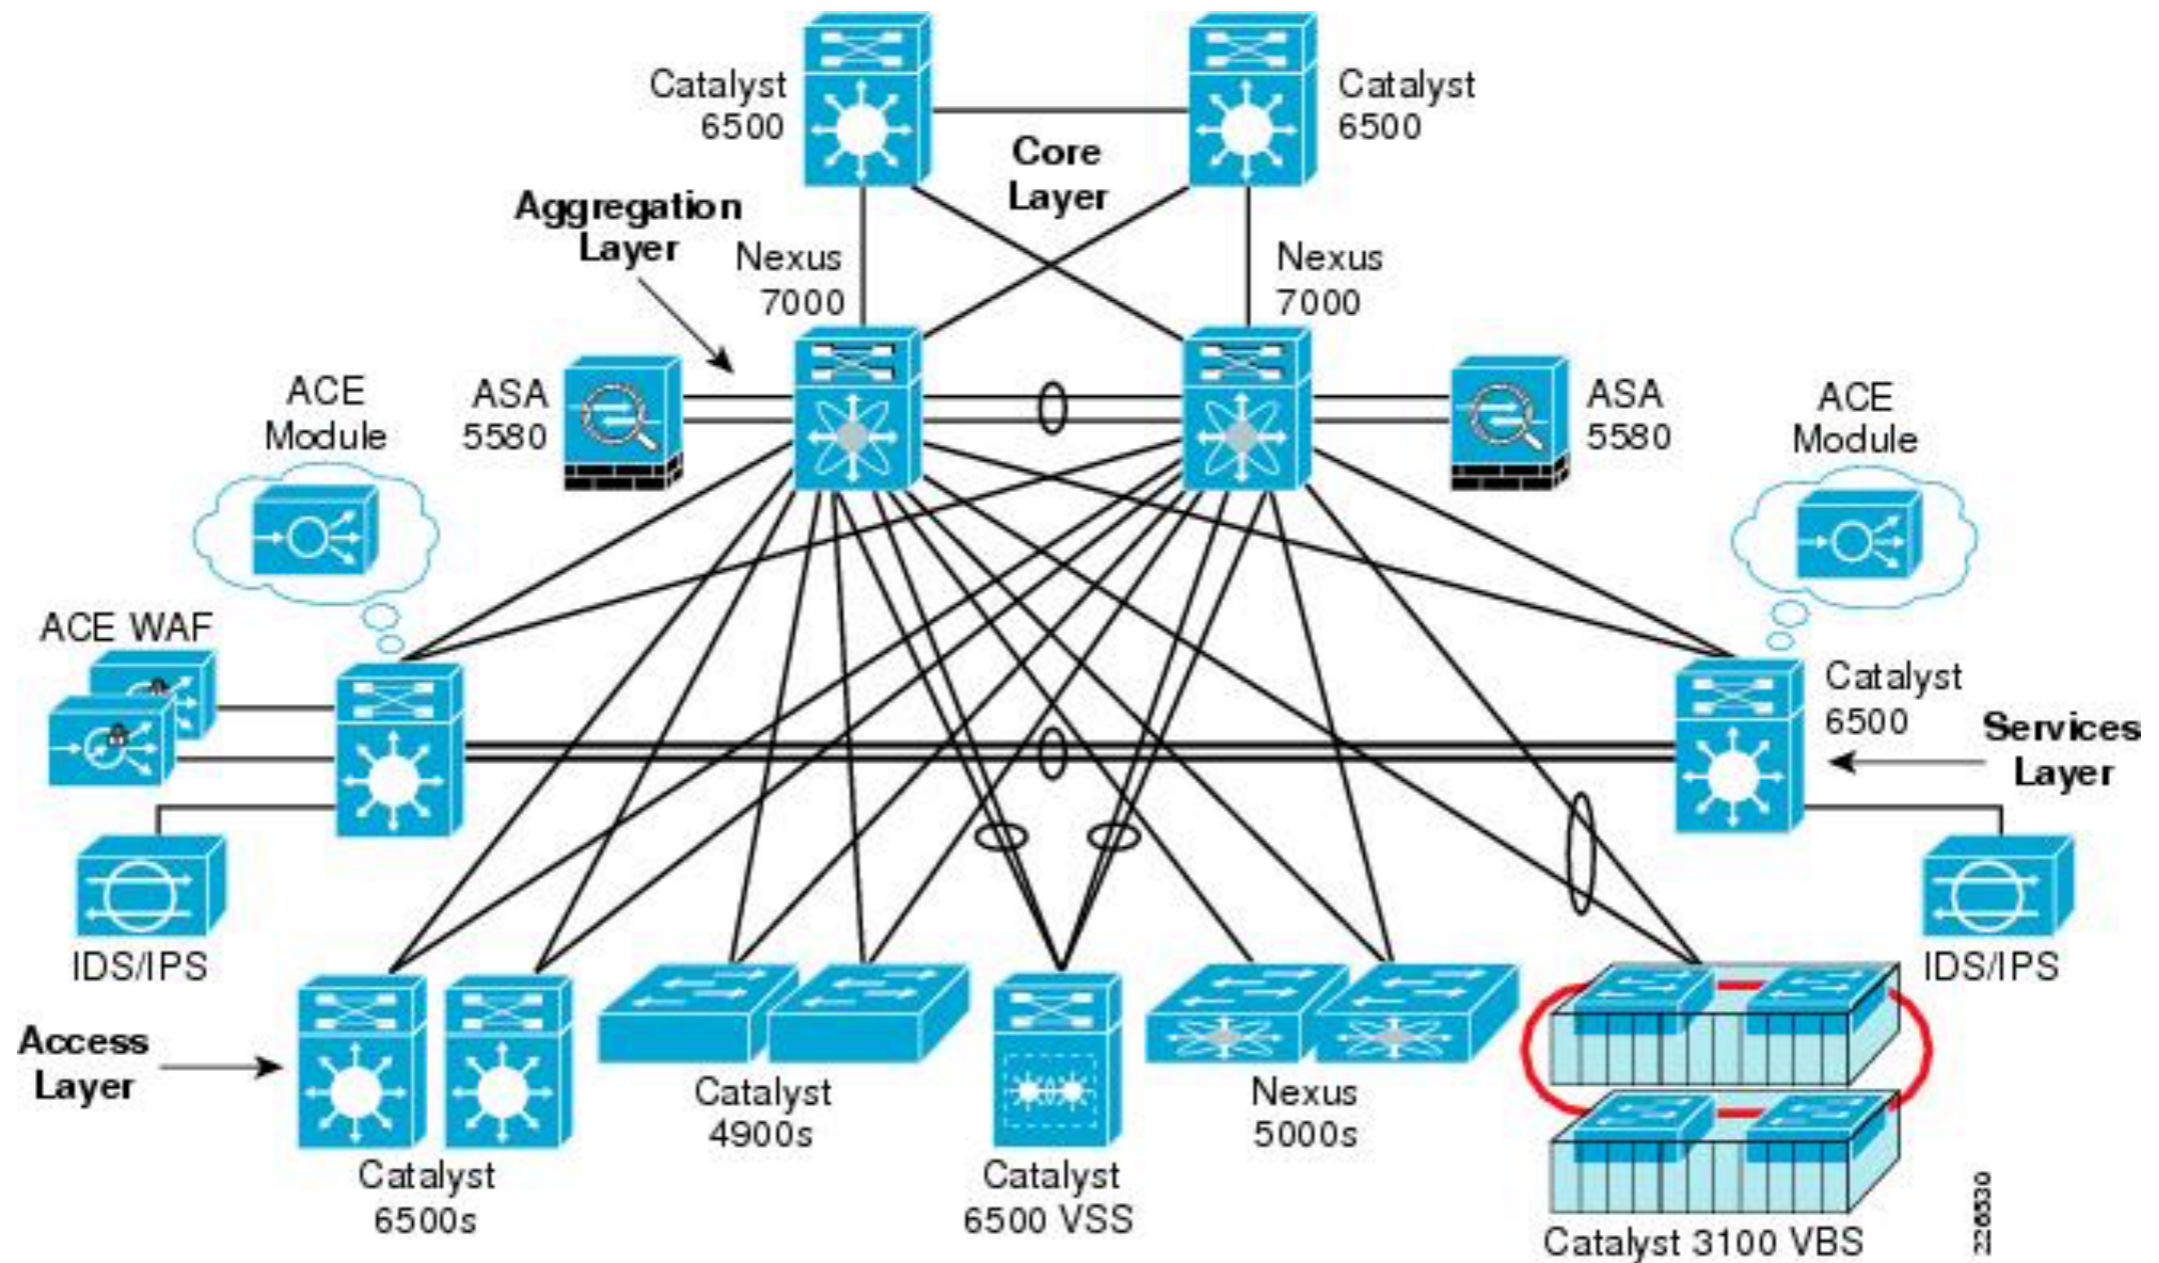 Catalyst
6500
Catalyst
6500
Core
Layer
Aggregation
Layer
Nexus
7000
Nexus
7000
ACE
Module
ASA
5580
ASA
5580
ACE
Module
ACE WAF
Catalyst
6500
Services
Layer
IDS/IPS
IDS/IPS
Access
Layer
Catalyst
6500s
Catalyst
4900s
Catalyst
6500 VSS
Nexus
5000s
Catalyst 3100 VBS
226530